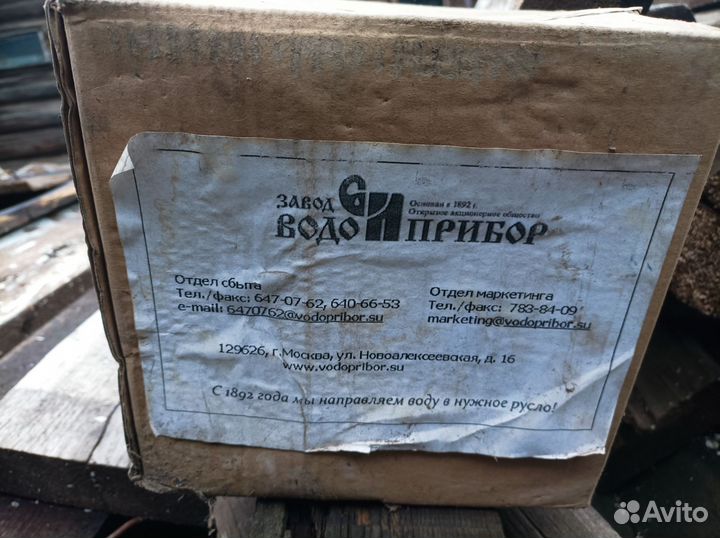 ЗАВОД
ВОДО СИ ПРИБОР
Основан в 1892 г.
Открытое акционерное общество
Отдел сбыта
Тел./факс: 647-07-62, 640-66-53
e-mail: 6470762@vodopribor.su
Отдел маркетинга
Тел./факс: 783-84-09
marketing@vodopribor.su
129626, г.Москва, ул. Новоалексеевская, д. 16
www.vodopribor.su
С 1892 года мы направляем воду в нужное русло!
Avito